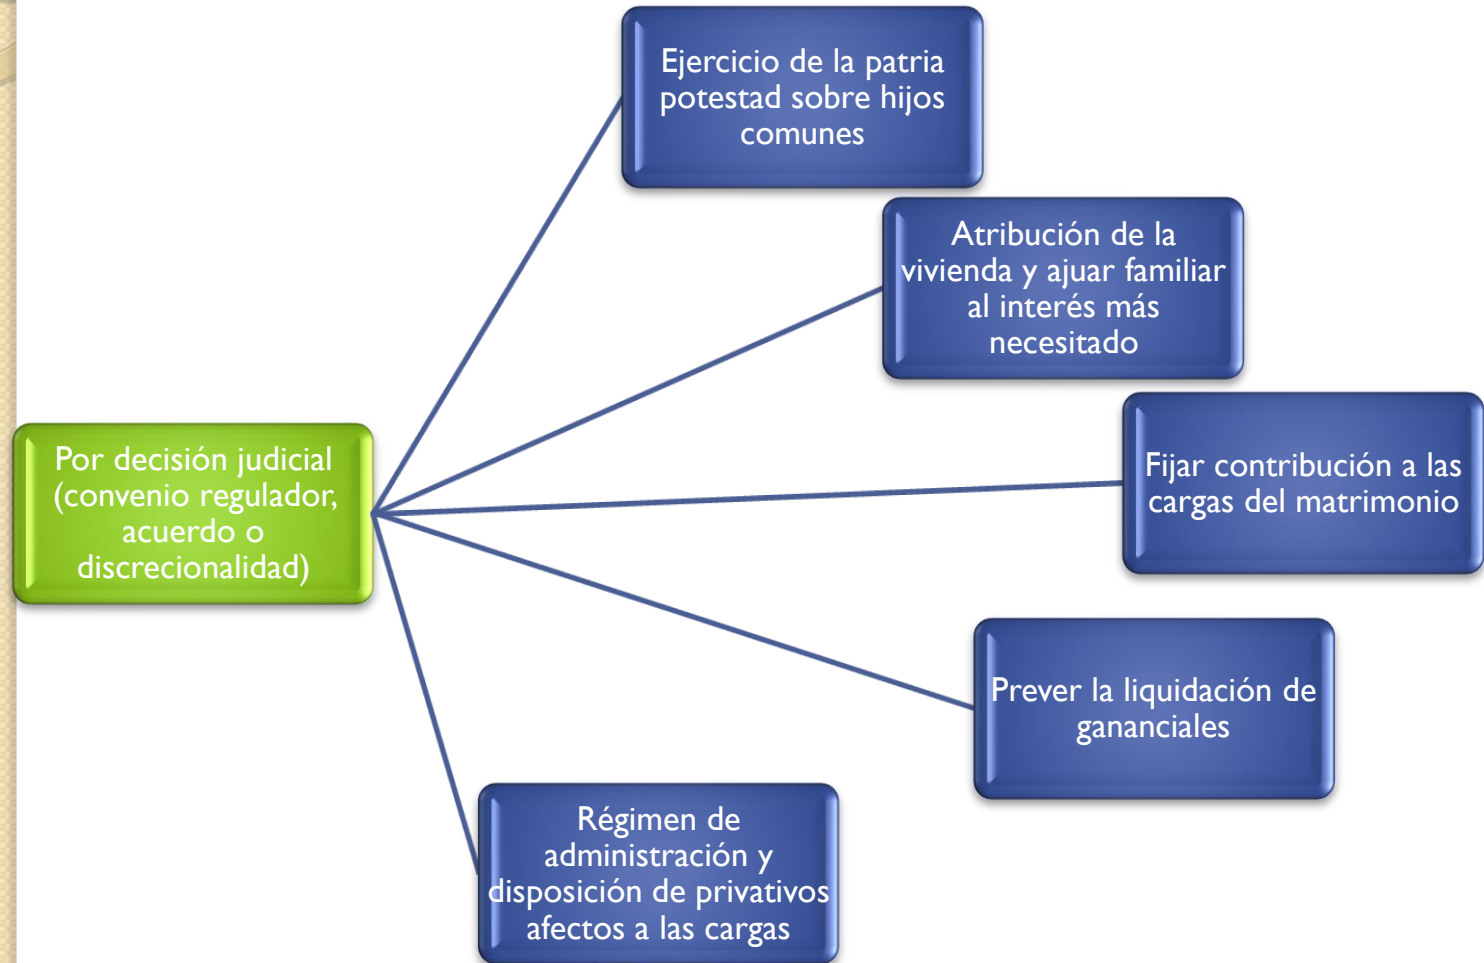 Ejercicio de la patria
potestad sobre hijos
comunes
Atribución de la
vivienda y ajuar familiar
al interés más
necesitado
Por decisión judicial
(convenio regulador,
acuerdo o
discrecionalidad)
Fijar contribución a las
cargas del matrimonio
Prever la liquidación de
gananciales
Régimen de
administración y
disposición de privativos
afectos a las cargas